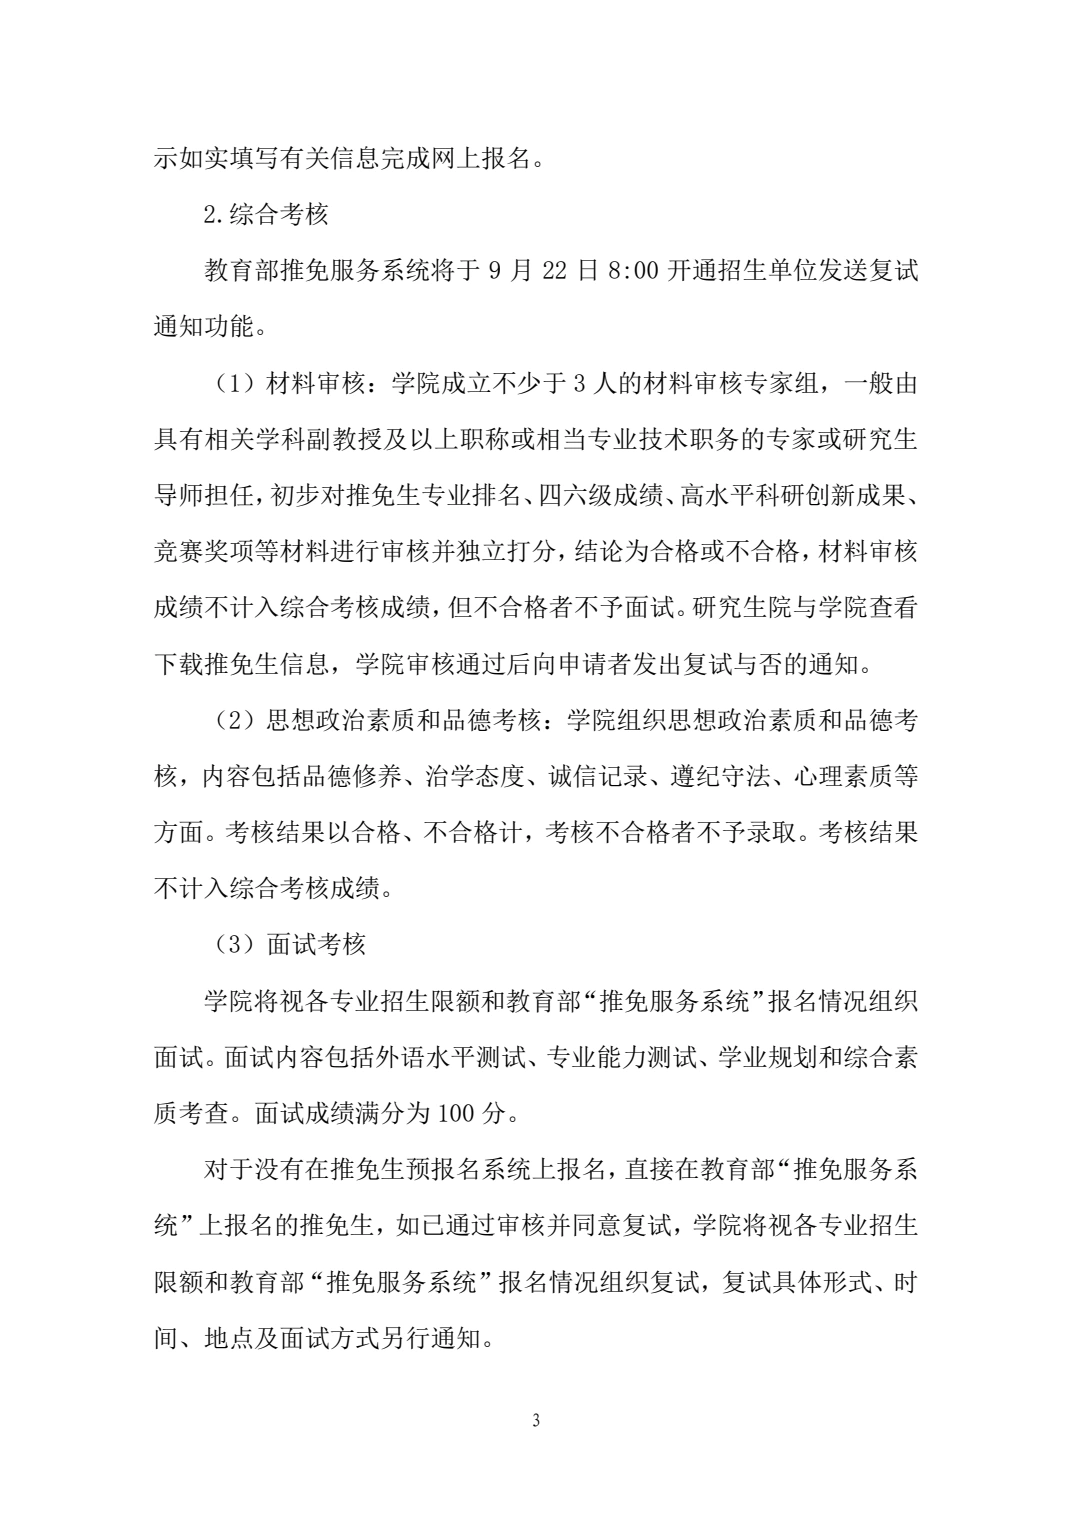 示如实填写有关信息完成网上报名。
2.综合考核
教育部推免服务系统将于 9 月 22 日 8:00 开通招生单位发送复试
通知功能。
（1）材料审核：学院成立不少于 3 人的材料审核专家组，一般由
具有相关学科副教授及以上职称或相当专业技术职务的专家或研究生
导师担任，初步对推免生专业排名、四六级成绩、高水平科研创新成果、
竞赛奖项等材料进行审核并独立打分，结论为合格或不合格，材料审核
成绩不计入综合考核成绩，但不合格者不予面试。研究生院与学院查看
下载推免生信息，学院审核通过后向申请者发出复试与否的通知。
（2）思想政治素质和品德考核：学院组织思想政治素质和品德考
核，内容包括品德修养、治学态度、诚信记录、遵纪守法、心理素质等
方面。考核结果以合格、不合格计，考核不合格者不予录取。考核结果
不计入综合考核成绩。
（3）面试考核
学院将视各专业招生限额和教育部“推免服务系统”报名情况组织
面试。面试内容包括外语水平测试、专业能力测试、学业规划和综合素
质考查。面试成绩满分为 100 分。
对于没有在推免生预报名系统上报名，直接在教育部“推免服务系
统”上报名的推免生，如已通过审核并同意复试，学院将视各专业招生
限额和教育部“推免服务系统”报名情况组织复试，复试具体形式、时
间、地点及面试方式另行通知。
3